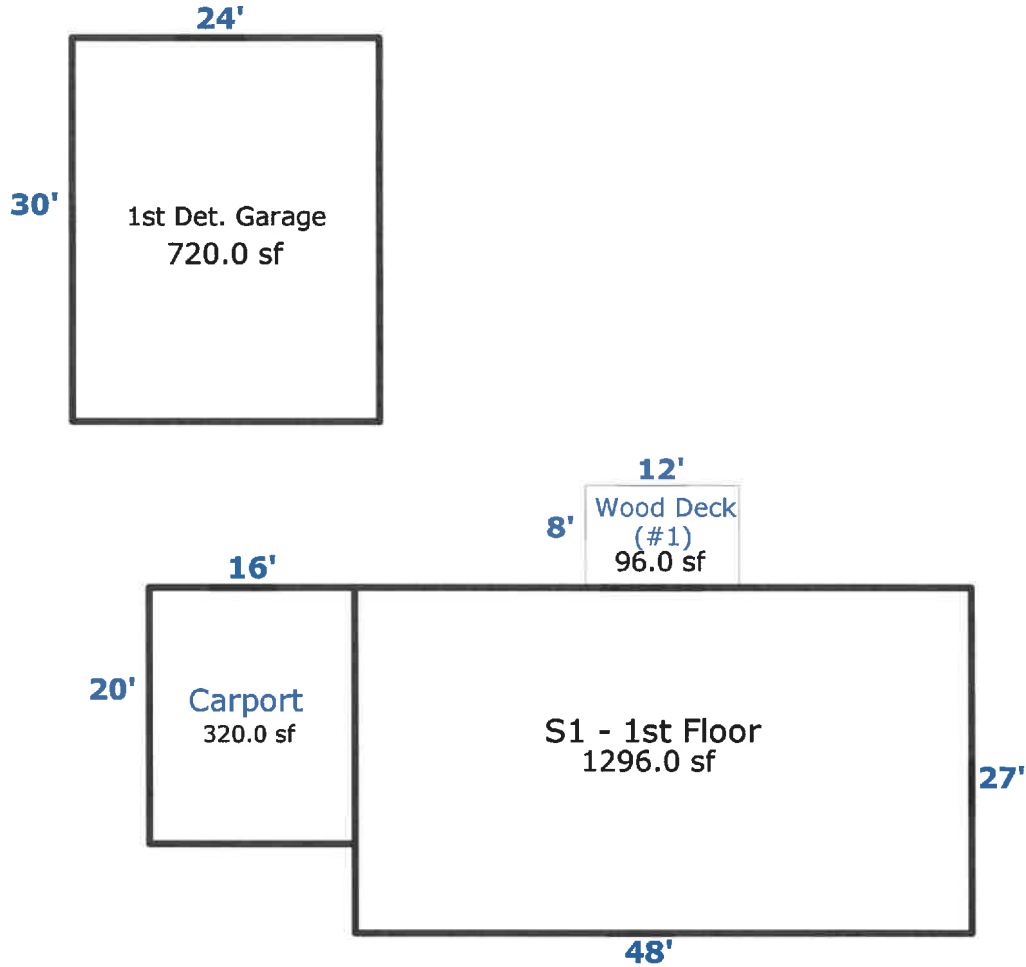 24'
30'
1st Det. Garage
720.0 sf
12'
8'
Wood Deck
(#1)
96.0 sf
16'
20'
Carport
320.0 sf
S1 - 1st Floor
1296.0 sf
27'
48'